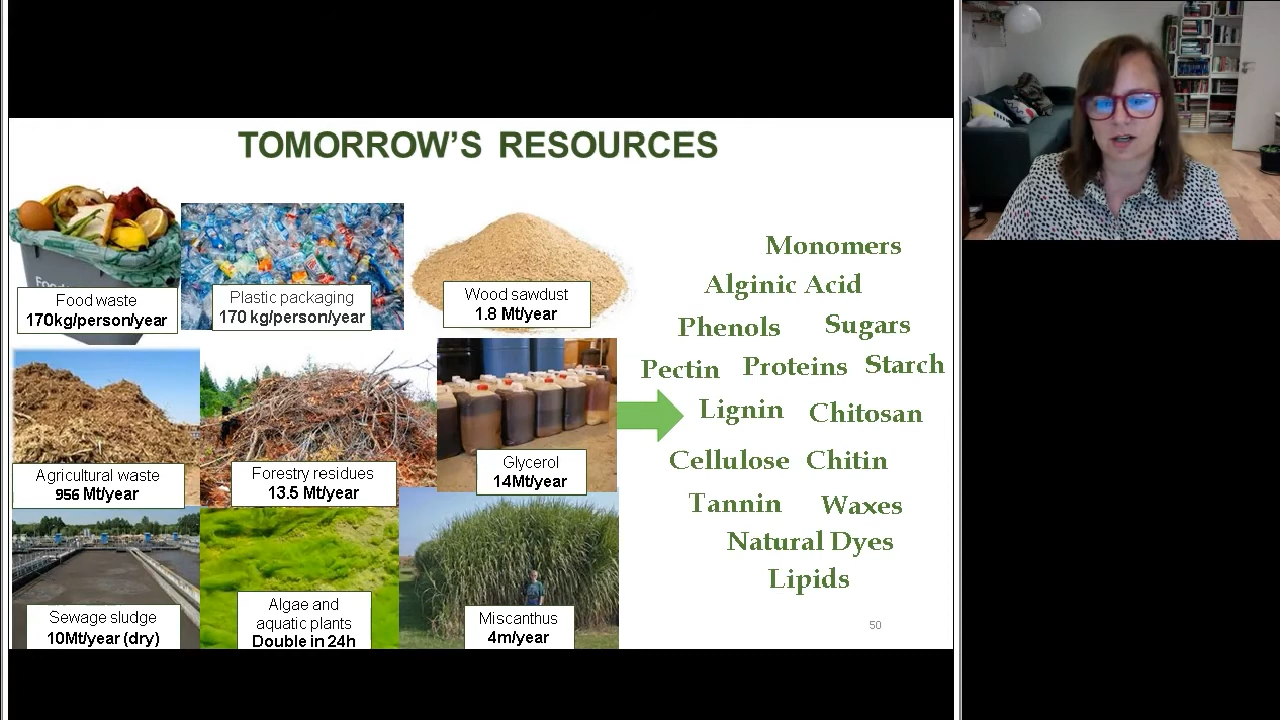 TOMORROW'S RESOURCES
Food waste
170kg/person/year
Plastic packaging
170 kg/person/year
Wood sawdust
1.8 Mt/year
Agricultural waste
956 Mt/year
Forestry residues
13.5 Mt/year
Glycerol
14Mt/year
Sewage sludge
10Mt/year (dry)
Algae and
aquatic plants
Double in 24h
Miscanthus
4m/year
Monomers
Alginic Acid
Phenols Sugars
Pectin Proteins Starch
Lignin Chitosan
Cellulose Chitin
Tannin Waxes
Natural Dyes
Lipids
50